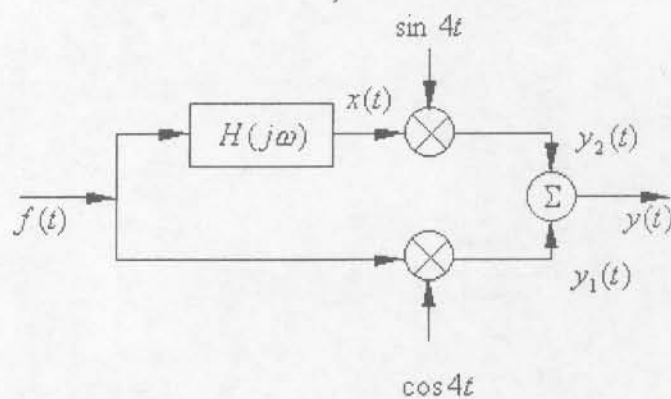 sin 4t
x(t)
H(jω)
y₂(t)
f(t)
Σ
y(t)
y₁(t)
cos 4t